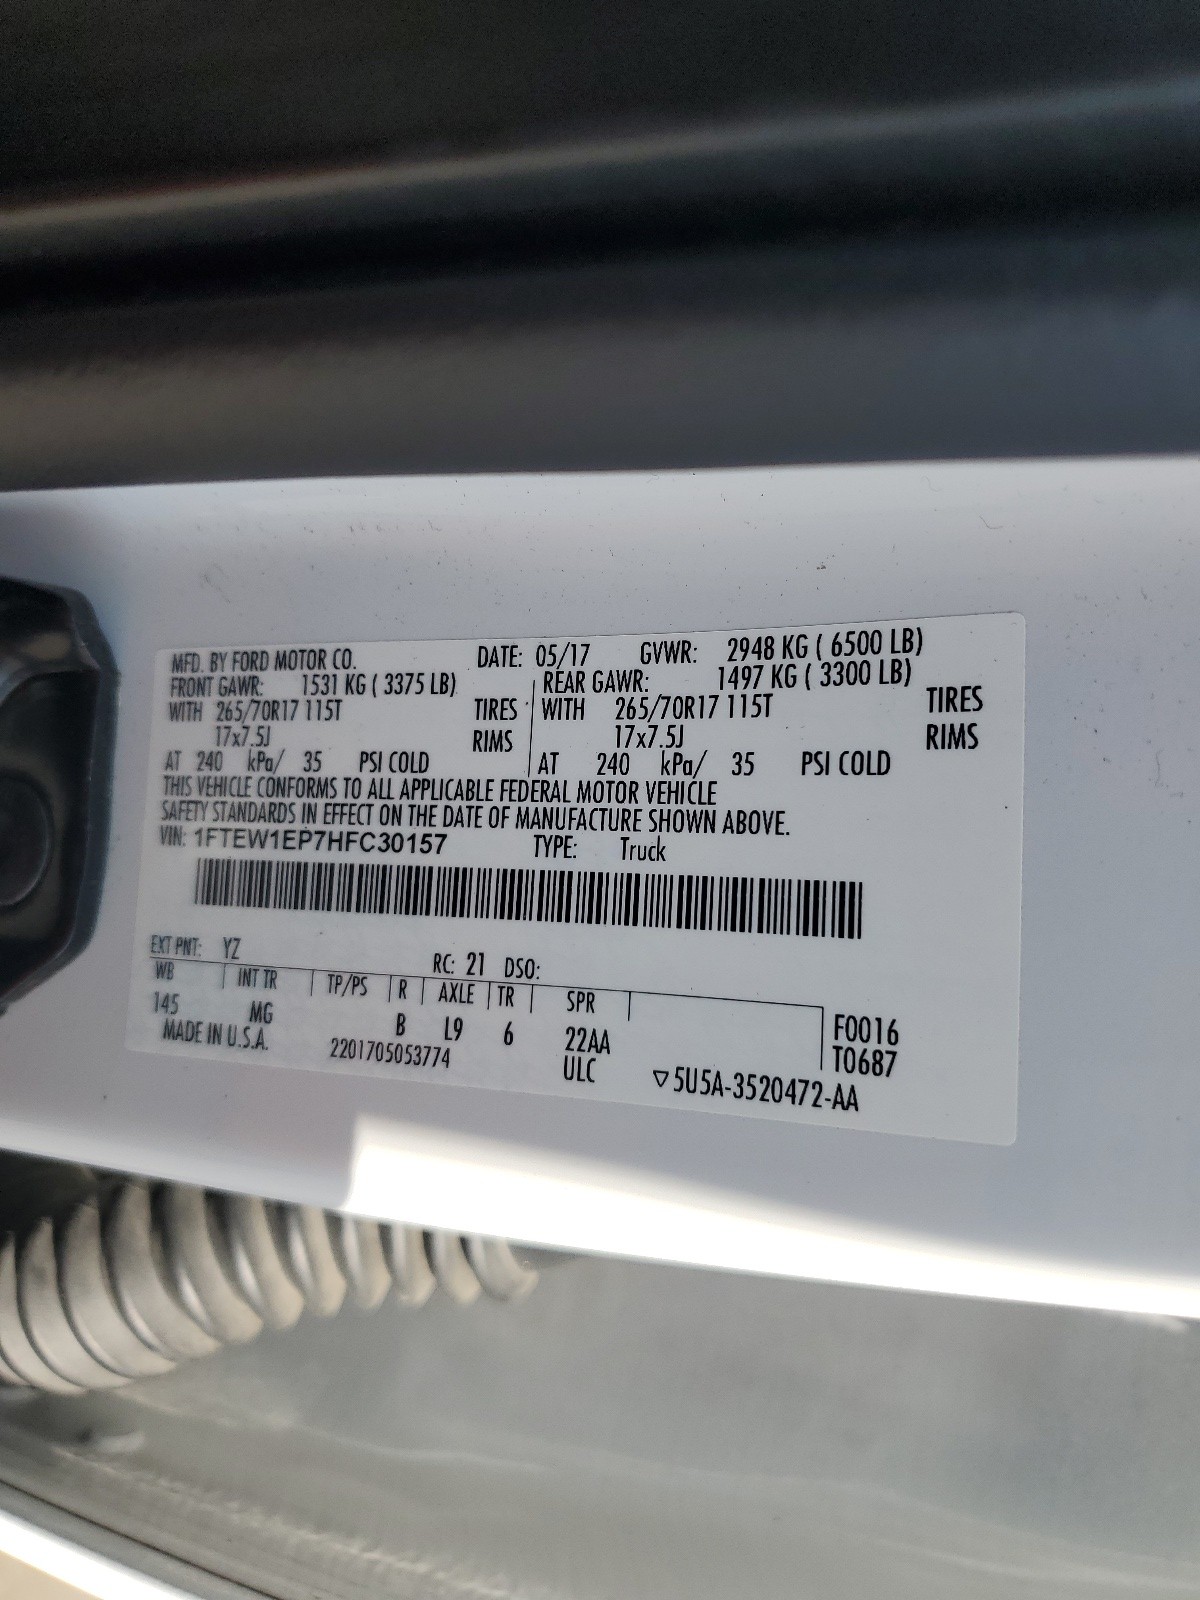 MFD. BY FORD MOTOR CO. DATE: 05/17 GVWR: 2948 KG ( 6500 LB)
FRONT GAWR: 1531 KG ( 3375 LB) REAR GAWR: 1497 KG ( 3300 LB)
WITH 265/70R17 115T TIRES WITH 265/70R17 115T TIRES
17x7.5J RIMS 17x7.5J RIMS
AT 240 kPa/ 35 PSI COLD AT 240 kPa/ 35 PSI COLD
THIS VEHICLE CONFORMS TO ALL APPLICABLE FEDERAL MOTOR VEHICLE
SAFETY STANDARDS IN EFFECT ON THE DATE OF MANUFACTURE SHOWN ABOVE.
VIN: 1FTEW1EP7HFC30157 TYPE: Truck
EXT PNT: YZ RC: 21 DSO:
WB INT TR TP/PS R AXLE TR SPR
145 MG B L9 6 22AA F0016
MADE IN U.S.A. 2201705053774 ULC T0687
▽5U5A-3520472-AA